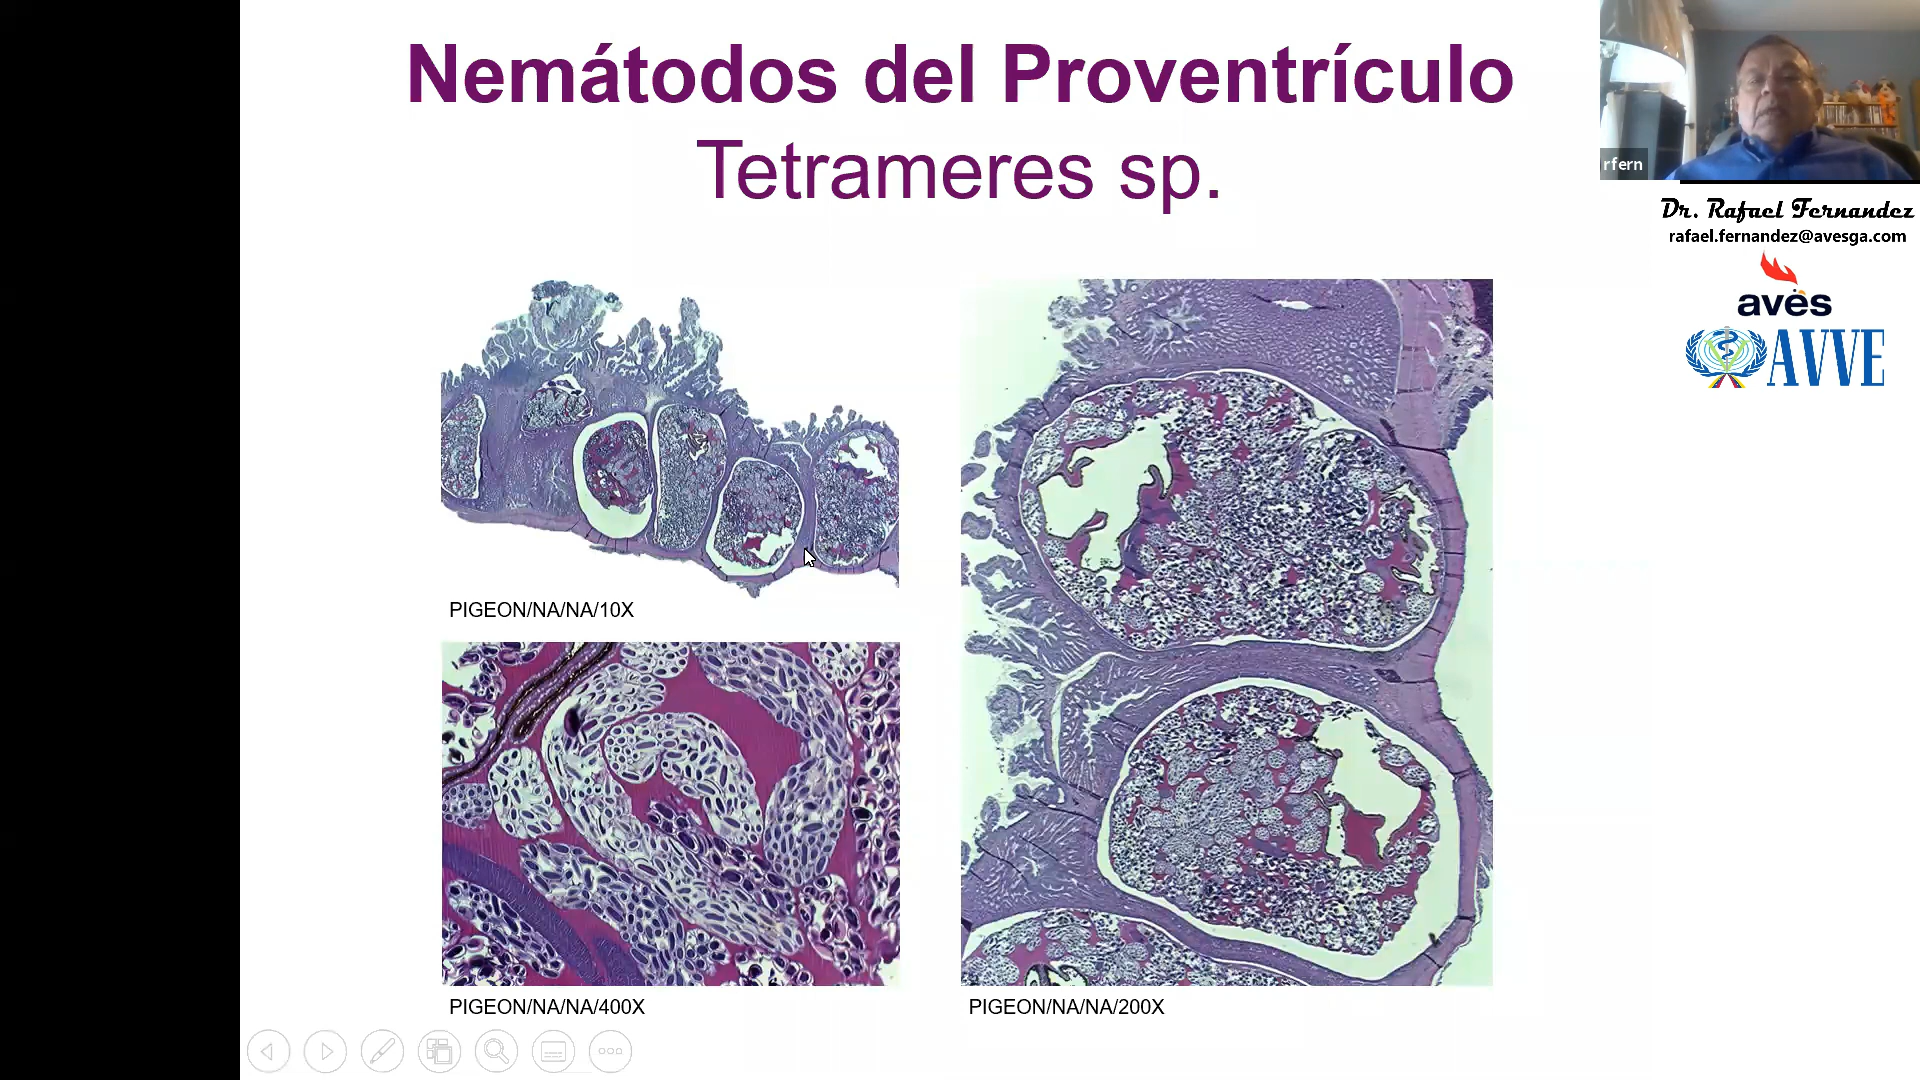 Nemátodos del Proventrículo
Tetrameres sp.
rfern
Dr. Rafael Fernandez
rafael.fernandez@avesga.com
avès
AVVE
PIGEON/NA/NA/10X
PIGEON/NA/NA/400X
PIGEON/NA/NA/200X